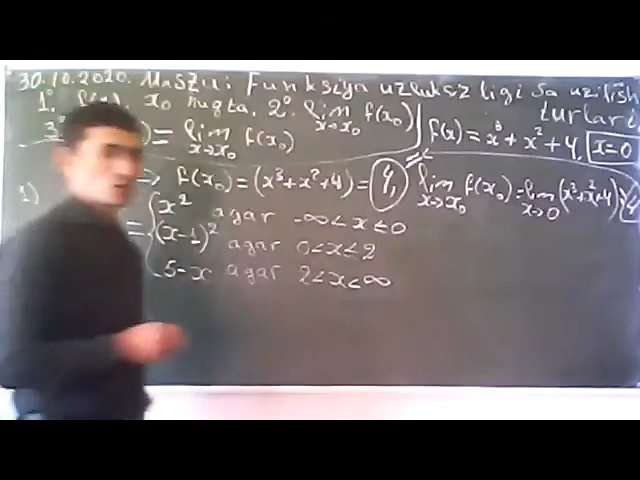 30.10.2020. Mavzu: Funksiya uzluksizligi va uzilish turlari.
1° f(x), x₀ nuqta, 2° lim x→x₀ f(x₀)
3° )= lim x→x₀ f(x₀)
f(x)=x³+x²+4, x=0
⇒ f(x₀)=(x³+x²+4)=4, lim x→x₀ f(x₀)=lim x→0 (x³+x²+4)=4
1)
= { x² agar -∞<x≤0
(x-1)² agar 0<x≤2
5-x agar 2<x<∞